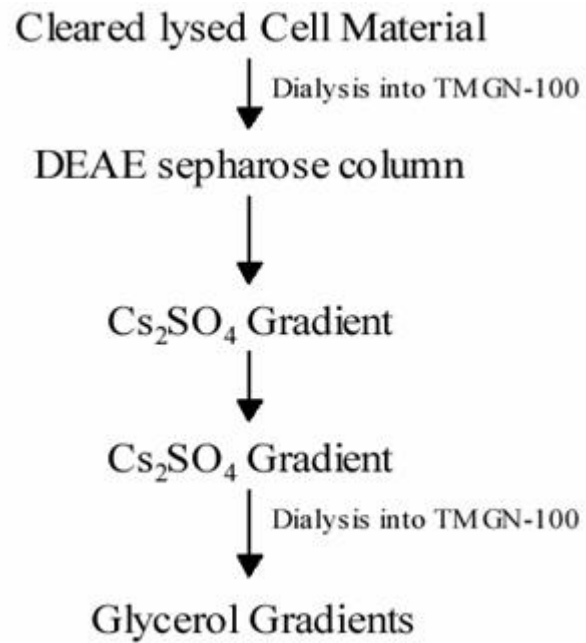 Cleared lysed Cell Material
Dialysis into TMGN-100
DEAE sepharose column
Cs₂SO₄ Gradient
Cs₂SO₄ Gradient
Dialysis into TMGN-100
Glycerol Gradients